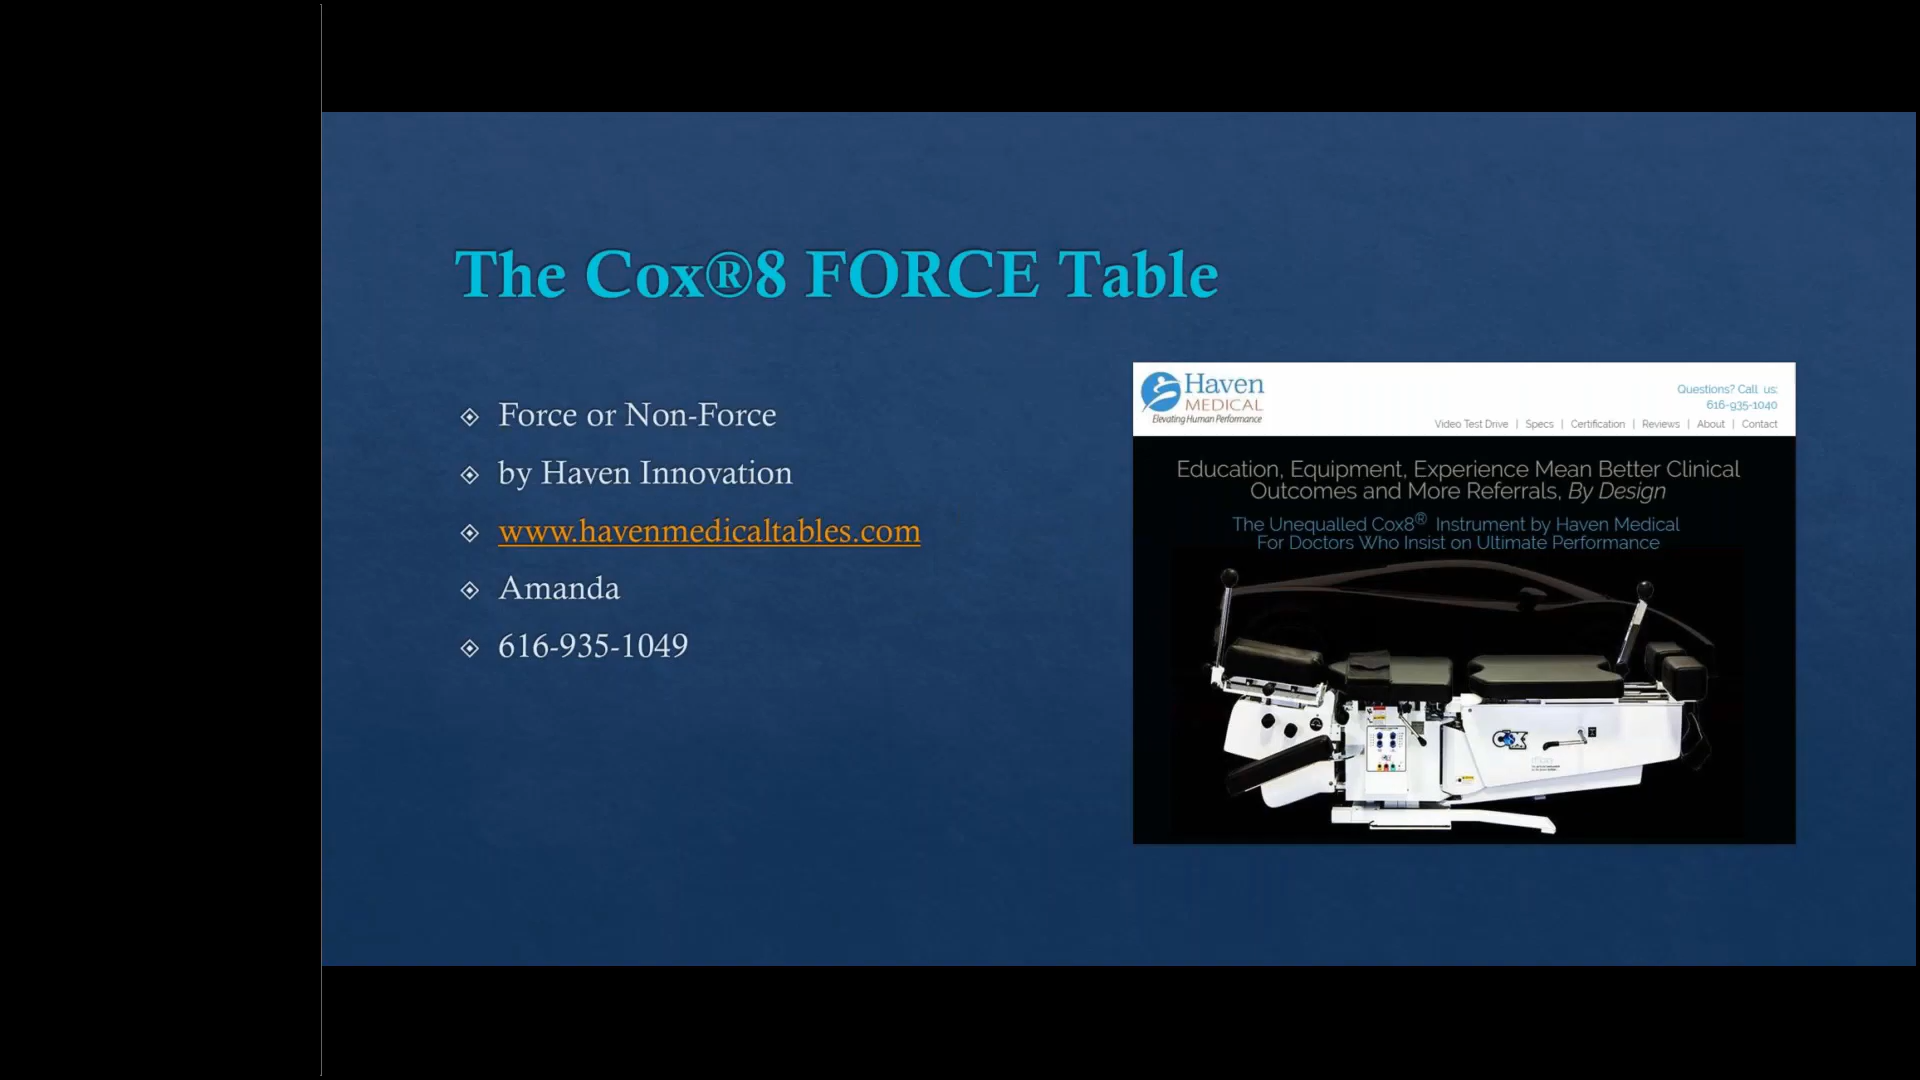 The Cox®8 FORCE Table
Force or Non-Force
by Haven Innovation
www.havenmedicaltables.com
Amanda
616-935-1049
Haven
MEDICAL
Elevating Human Performance
Questions? Call us:
616-935-1040
Video Test Drive | Specs | Certification | Reviews | About | Contact
Education, Equipment, Experience Mean Better Clinical
Outcomes and More Referrals, By Design
The Unequalled Cox8® Instrument by Haven Medical
For Doctors Who Insist on Ultimate Performance
COX